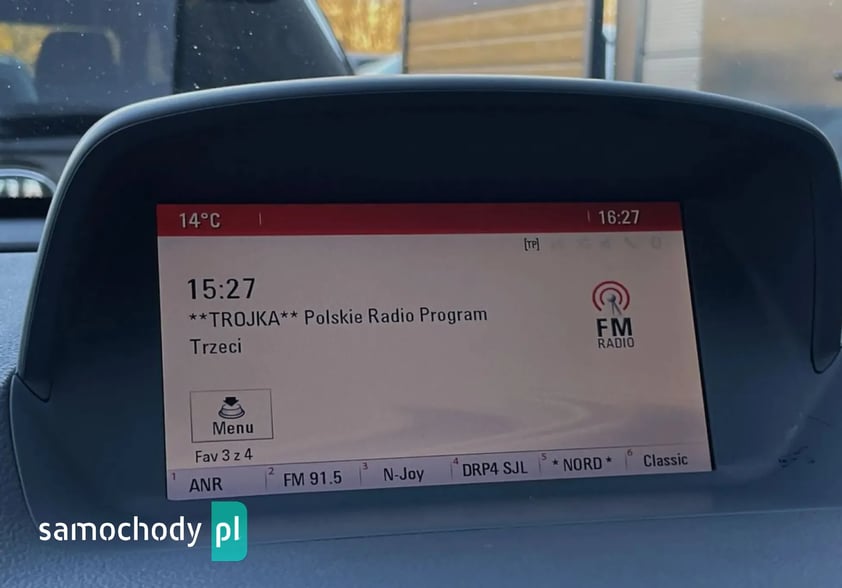 14°C 16:27
[TP]
15:27
**TROJKA** Polskie Radio Program
Trzeci
FM
RADIO
Menu
Fav 3 z 4
1 ANR 2 FM 91.5 3 N-Joy 4 DRP4 SJL 5 * NORD * 6 Classic
samochody pl